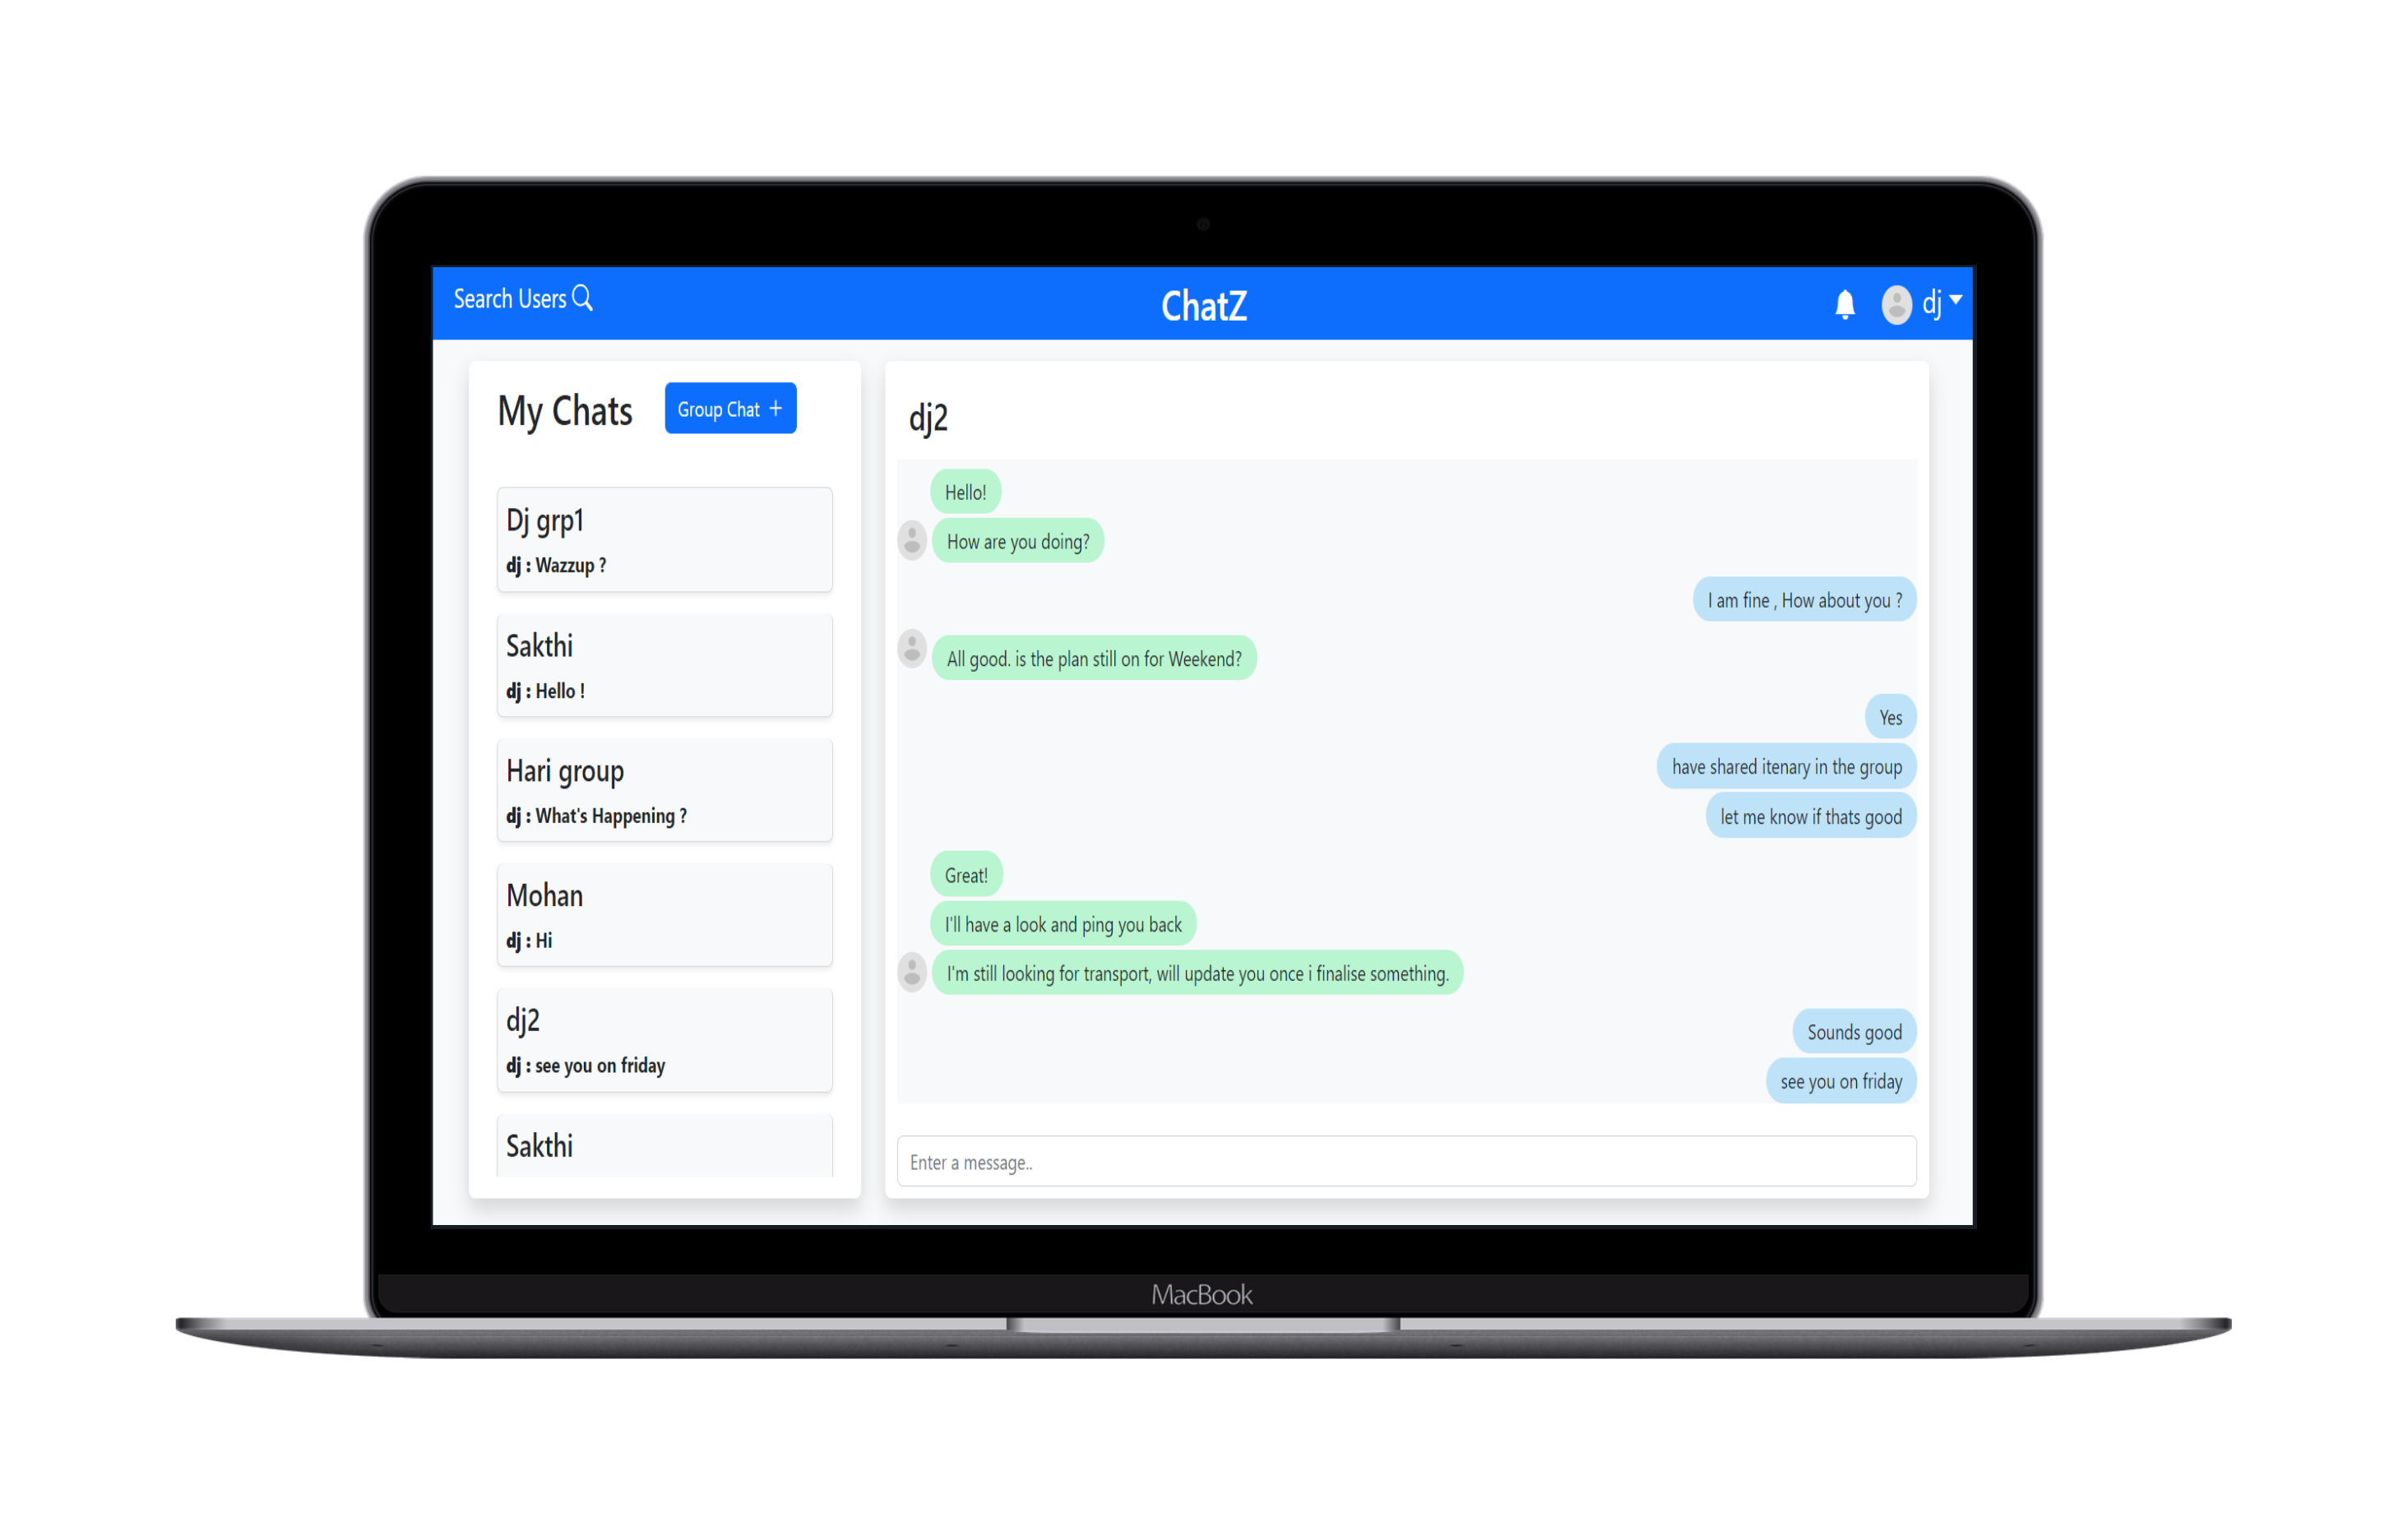 Search Users
ChatZ
dj
My Chats
Group Chat +
Dj grp1
dj : Wazzup ?
Sakthi
dj : Hello !
Hari group
dj : What's Happening ?
Mohan
dj : Hi
dj2
dj : see you on friday
Sakthi
dj2
Hello!
How are you doing?
I am fine , How about you ?
All good. is the plan still on for Weekend?
Yes
have shared itenary in the group
let me know if thats good
Great!
I'll have a look and ping you back
I'm still looking for transport, will update you once i finalise something.
Sounds good
see you on friday
Enter a message..
MacBook